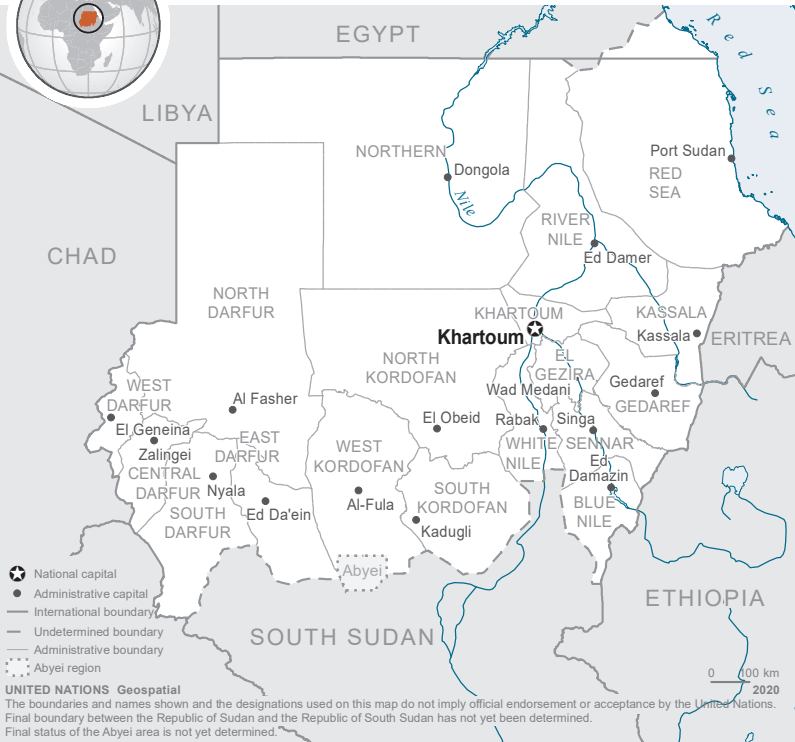 EGYPT
Red Sea
LIBYA
NORTHERN
Dongola
Port Sudan
RED
SEA
Nile
RIVER
NILE
CHAD
Ed Damer
NORTH
DARFUR
KHARTOUM
KASSALA
Khartoum
Kassala
ERITREA
NORTH
KORDOFAN
EL
GEZIRA
WEST
DARFUR
Wad Medani
Gedaref
GEDAREF
Al Fasher
El Geneina
El Obeid
Rabak
Singa
Zalingei
EAST
DARFUR
WEST
KORDOFAN
WHITE
NILE
SENNAR
CENTRAL
DARFUR
Nyala
Ed
Damazin
SOUTH
KORDOFAN
Al-Fula
BLUE
NILE
SOUTH
DARFUR
Ed Da'ein
Kadugli
Abyei
ETHIOPIA
SOUTH SUDAN
National capital
Administrative capital
International boundary
Undetermined boundary
Administrative boundary
Abyei region
0 100 km
UNITED NATIONS Geospatial
2020
The boundaries and names shown and the designations used on this map do not imply official endorsement or acceptance by the United Nations.
Final boundary between the Republic of Sudan and the Republic of South Sudan has not yet been determined.
Final status of the Abyei area is not yet determined.